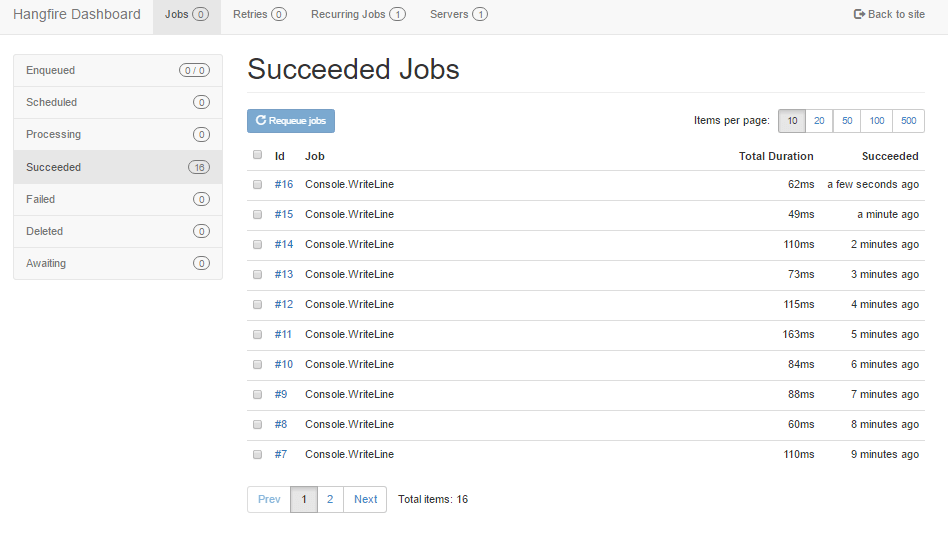 Hangfire Dashboard Jobs 0 Retries 0 Recurring Jobs 1 Servers 1 Back to site
Enqueued 0 / 0
Scheduled 0
Processing 0
Succeeded 16
Failed 0
Deleted 0
Awaiting 0
Succeeded Jobs
Requeue jobs Items per page: 10 20 50 100 500
Id Job Total Duration Succeeded
#16 Console.WriteLine 62ms a few seconds ago
#15 Console.WriteLine 49ms a minute ago
#14 Console.WriteLine 110ms 2 minutes ago
#13 Console.WriteLine 73ms 3 minutes ago
#12 Console.WriteLine 115ms 4 minutes ago
#11 Console.WriteLine 163ms 5 minutes ago
#10 Console.WriteLine 84ms 6 minutes ago
#9 Console.WriteLine 88ms 7 minutes ago
#8 Console.WriteLine 60ms 8 minutes ago
#7 Console.WriteLine 110ms 9 minutes ago
Prev 1 2 Next Total items: 16